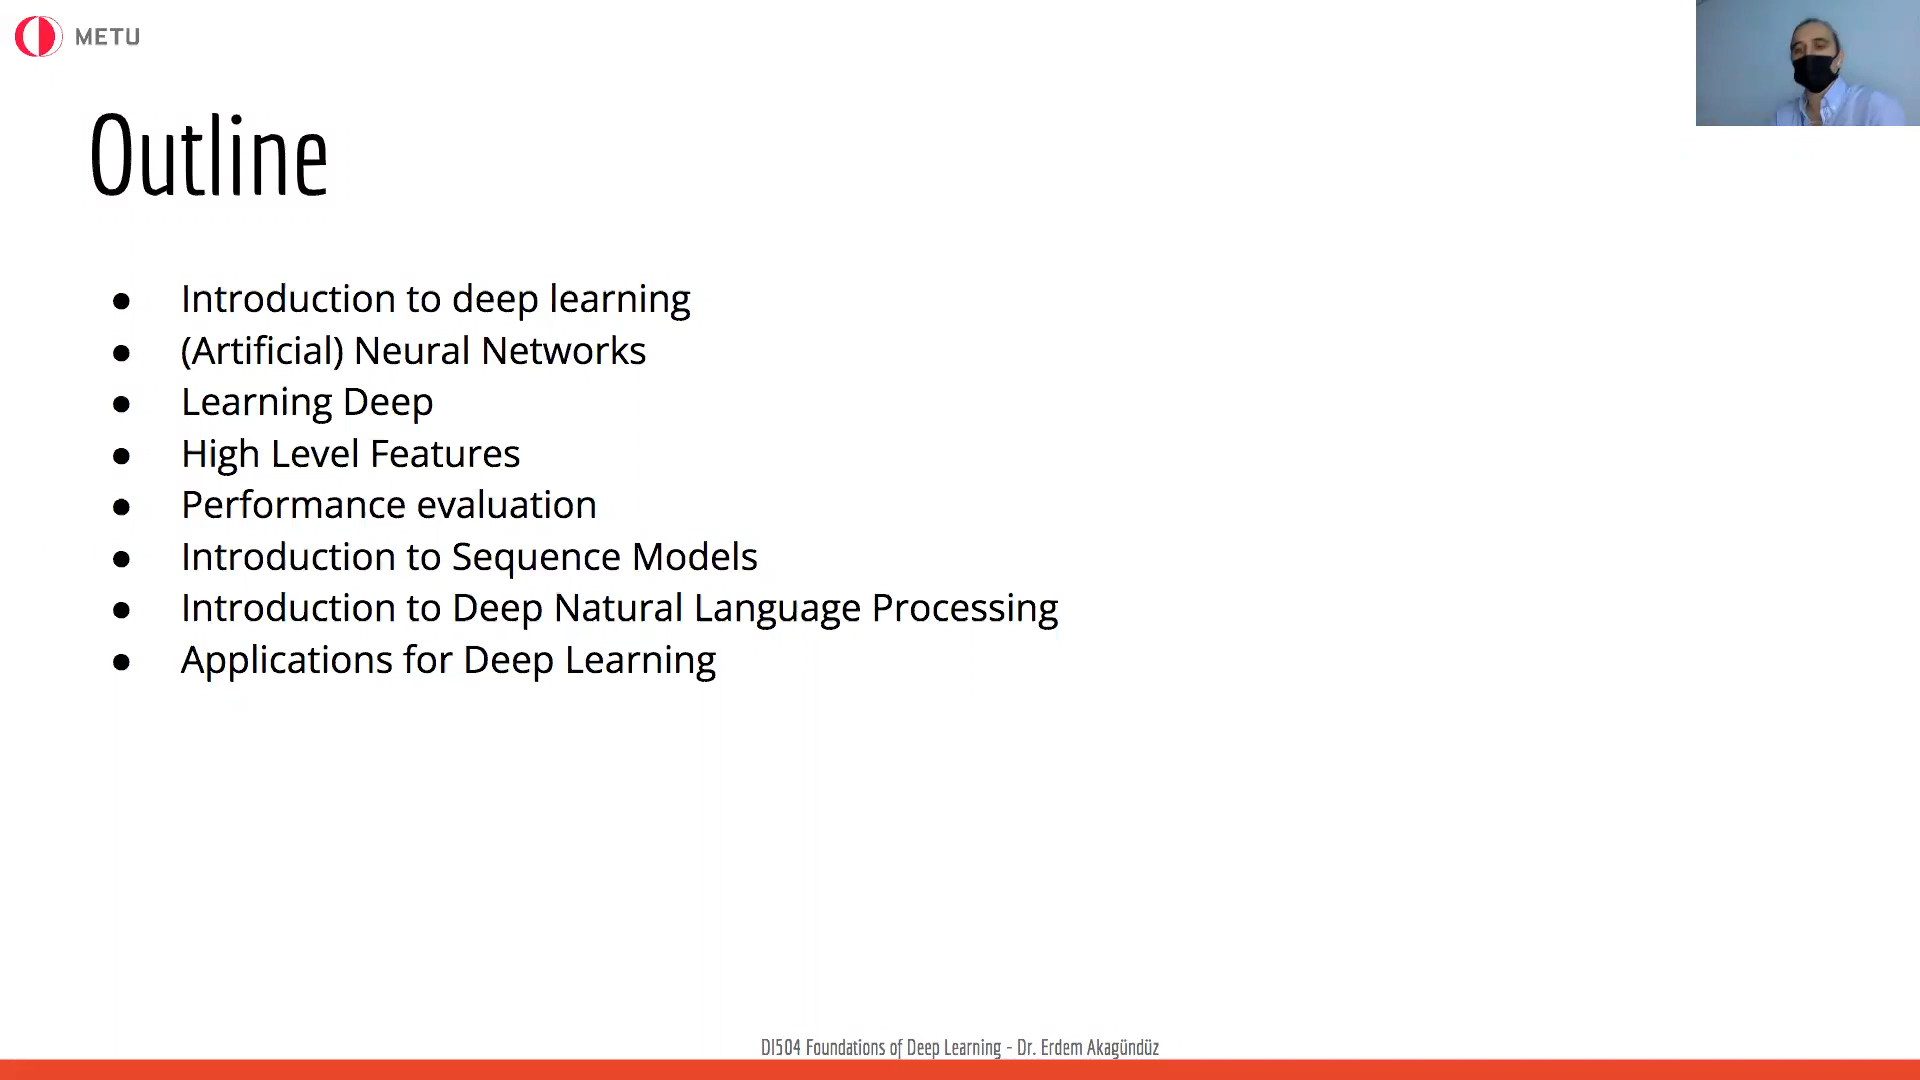 METU
Outline
● Introduction to deep learning
● (Artificial) Neural Networks
● Learning Deep
● High Level Features
● Performance evaluation
● Introduction to Sequence Models
● Introduction to Deep Natural Language Processing
● Applications for Deep Learning
DI504 Foundations of Deep Learning - Dr. Erdem Akagündüz